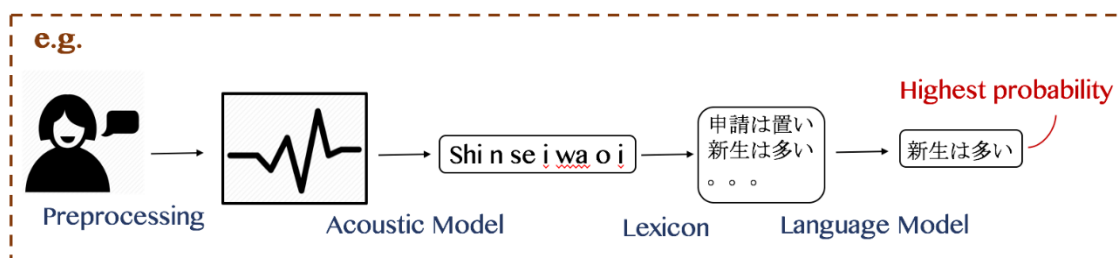 e.g.
Highest probability
Shi n se i wa o i
申請は置い
新生は多い
。。。
新生は多い
Preprocessing
Acoustic Model
Lexicon
Language Model